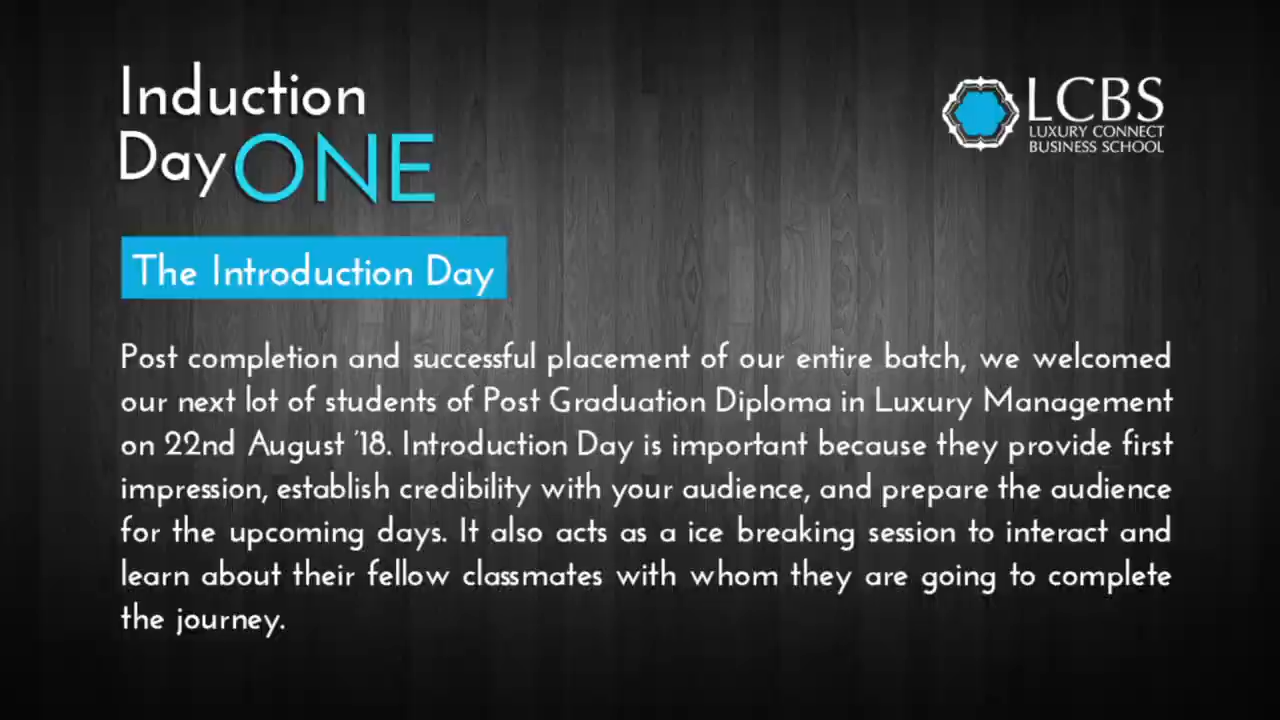 Induction
Day ONE
LCBS
LUXURY CONNECT
BUSINESS SCHOOL
The Introduction Day
Post completion and successful placement of our entire batch, we welcomed
our next lot of students of Post Graduation Diploma in Luxury Management
on 22nd August '18. Introduction Day is important because they provide first
impression, establish credibility with your audience, and prepare the audience
for the upcoming days. It also acts as a ice breaking session to interact and
learn about their fellow classmates with whom they are going to complete
the journey.